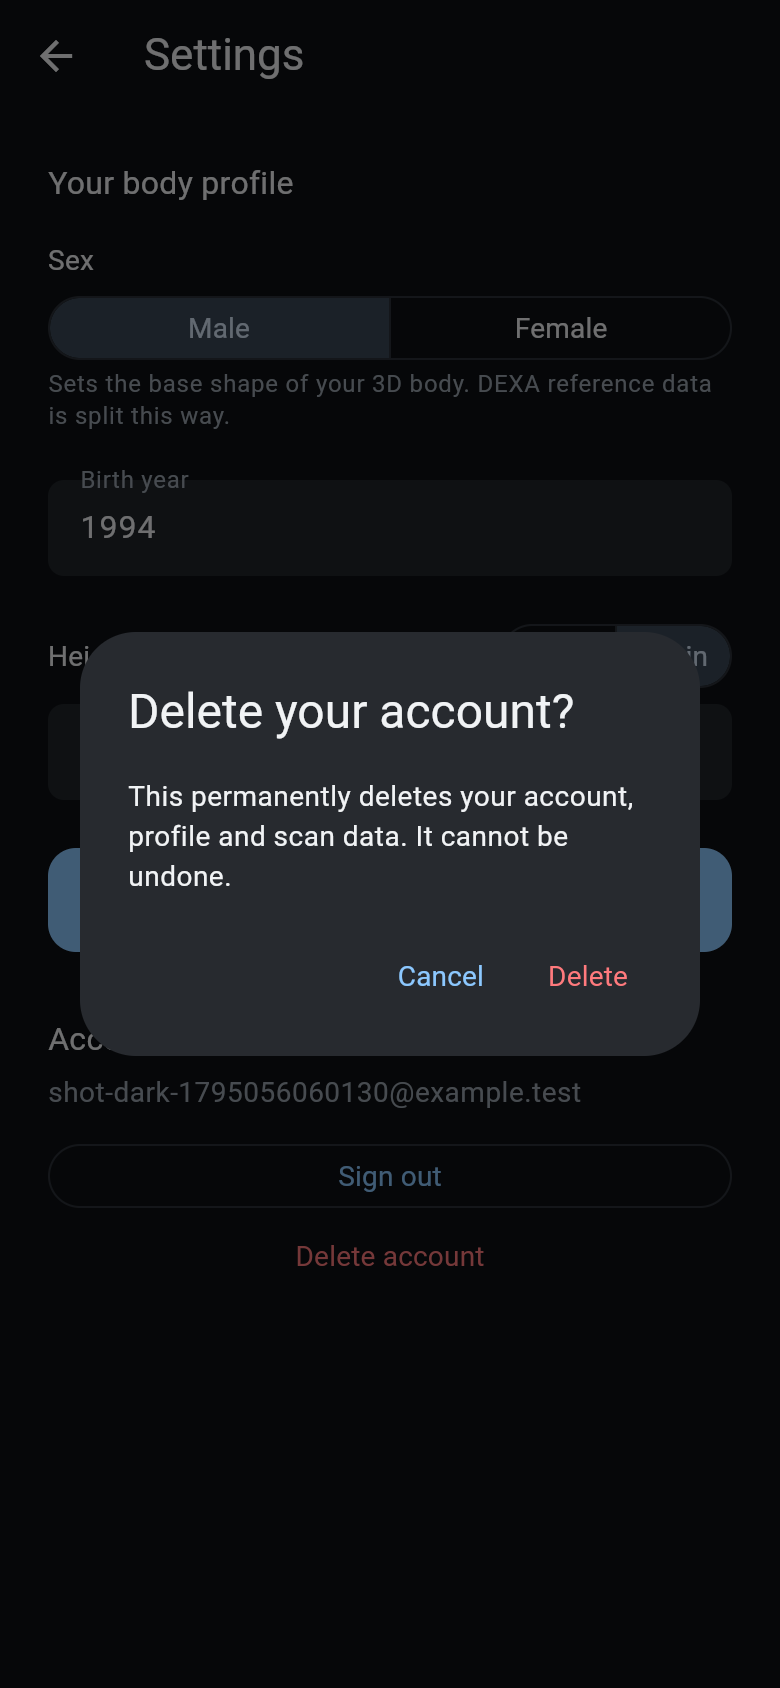 Settings
Your body profile
Sex
Male
Female
Sets the base shape of your 3D body. DEXA reference data
is split this way.
Birth year
1994
in
Delete your account?
This permanently deletes your account,
profile and scan data. It cannot be
undone.
Cancel
Delete
shot-dark-1795056060130@example.test
Sign out
Delete account